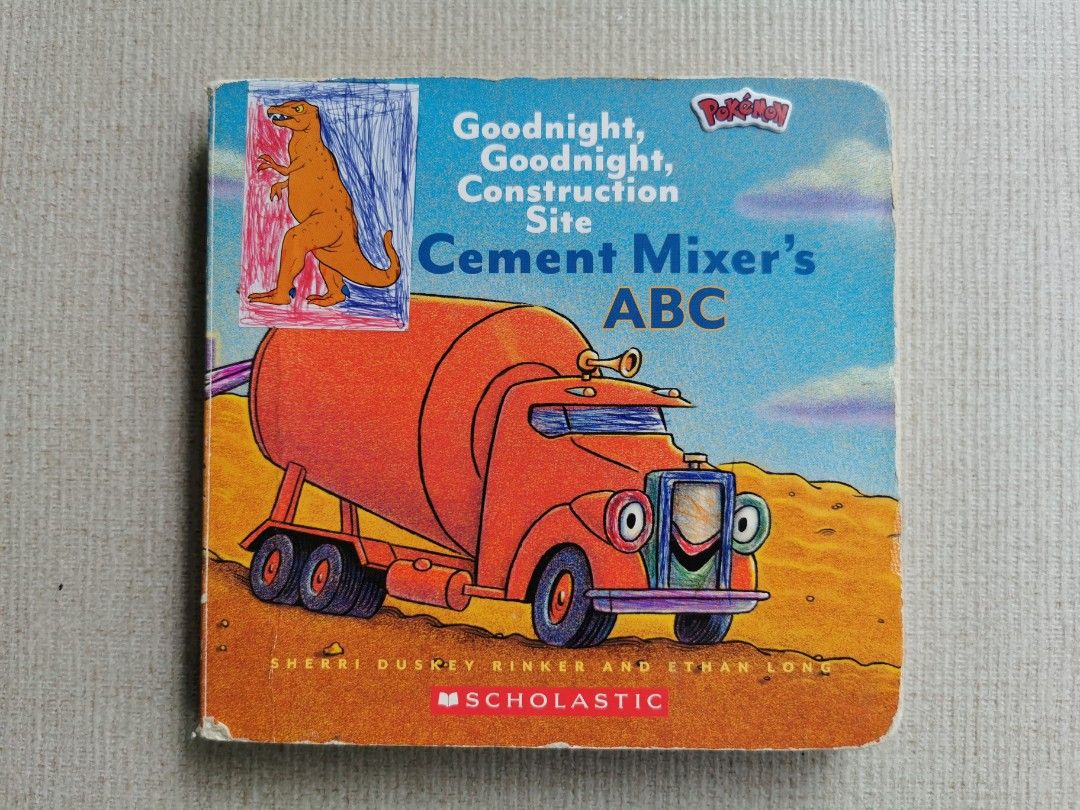 POKéMON
Goodnight,
Goodnight,
Construction
Site
Cement Mixer's
ABC
SHERRI DUSKEY RINKER AND ETHAN LONG
SCHOLASTIC